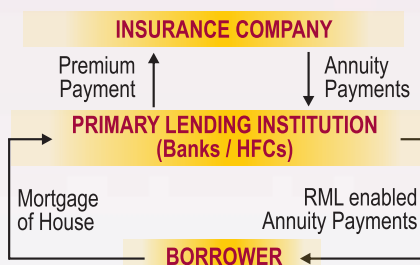 INSURANCE COMPANY
Premium
Payment
Annuity
Payments
PRIMARY LENDING INSTITUTION
(Banks / HFCs)
Mortgage
of House
RML enabled
Annuity Payments
BORROWER